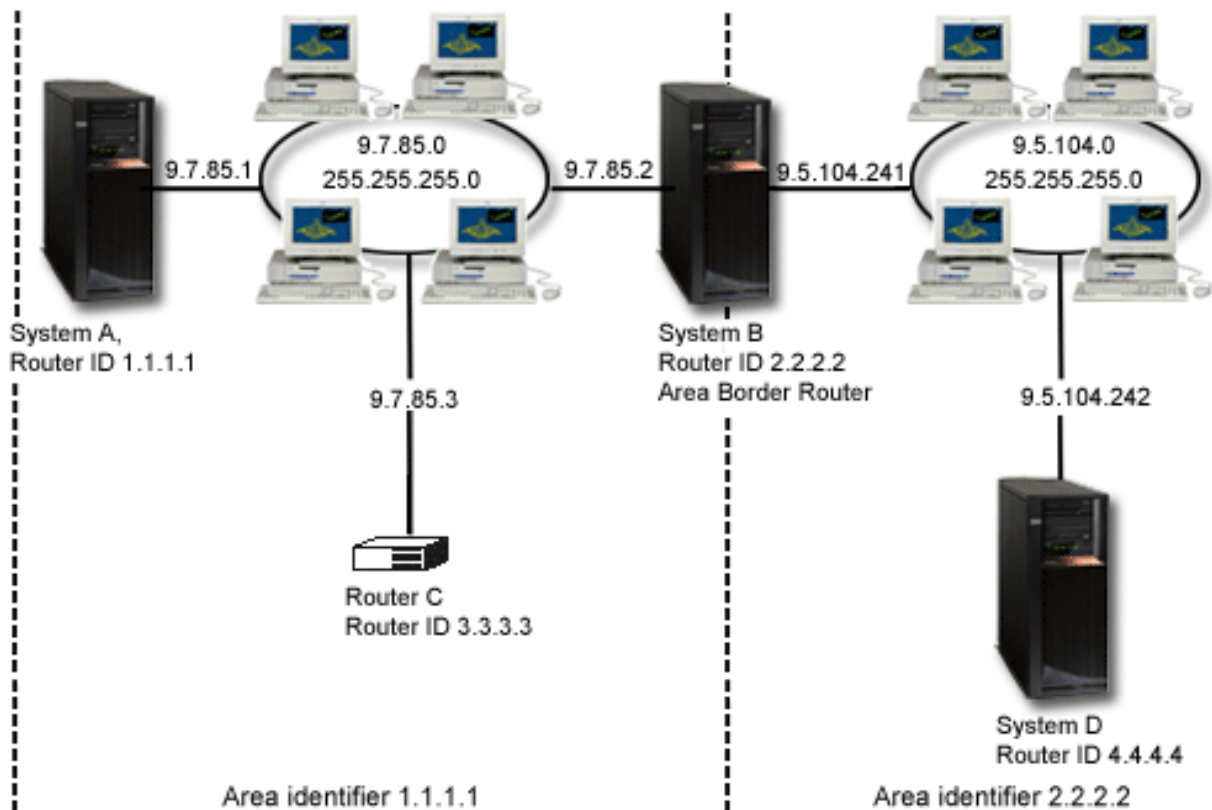 9.7.85.0
255.255.255.0
9.7.85.1
9.7.85.2
9.5.104.241
9.5.104.0
255.255.255.0
System A,
Router ID 1.1.1.1
System B
Router ID 2.2.2.2
Area Border Router
9.7.85.3
9.5.104.242
Router C
Router ID 3.3.3.3
System D
Router ID 4.4.4.4
Area identifier 1.1.1.1
Area identifier 2.2.2.2